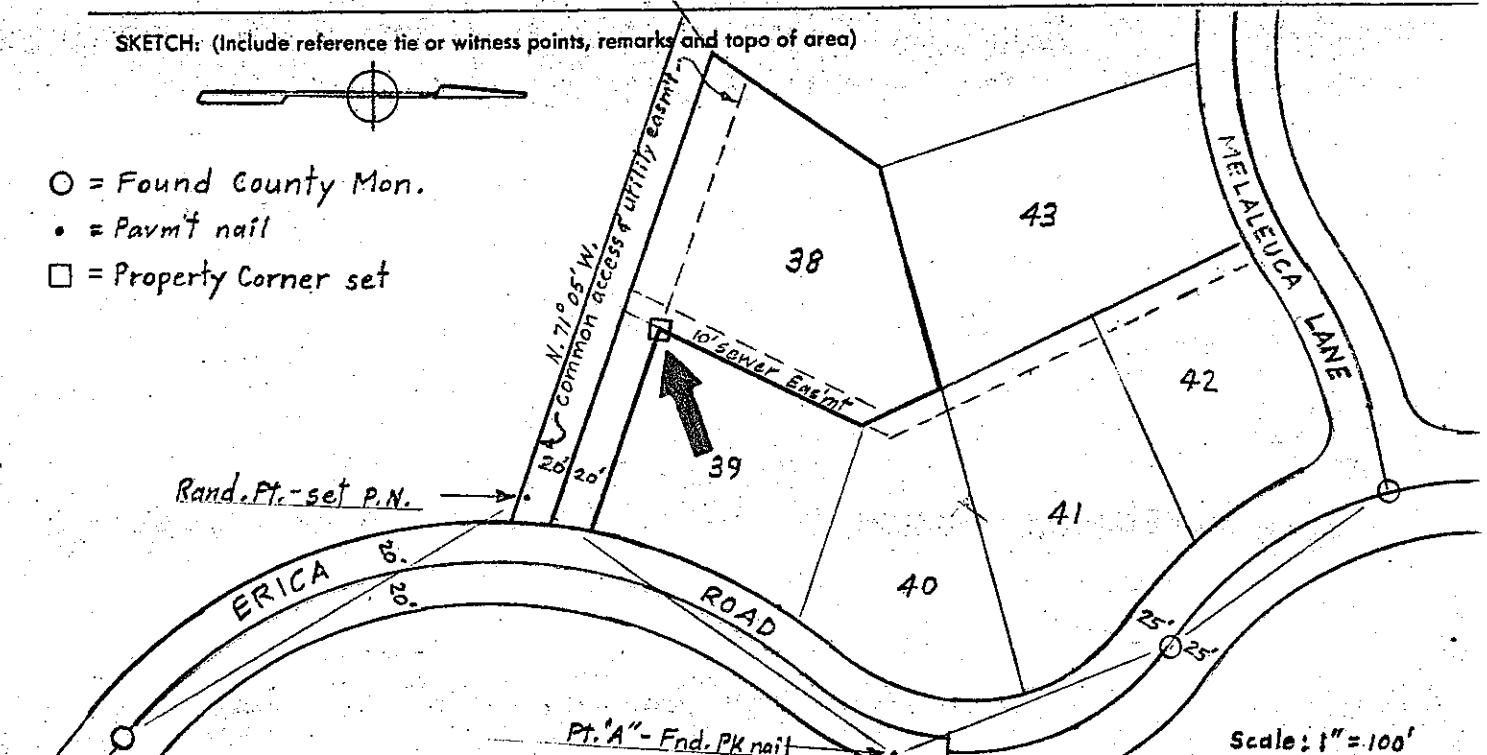 SKETCH: (Include reference tie or witness points, remarks and topo of area)
O = Found County Mon.
• = Pavm't nail
□ = Property Corner set
N. 71° 05' W.
common access & utility easm't
38
43
MELALEUCA LANE
10' Sewer Eas'mt
42
20' 20'
39
Rand. Pt. - set P.N.
41
20'
20'
ERICA ROAD
40
25'
25'
Pt. "A" - Fnd. PK nail
Scale: 1" = 100'